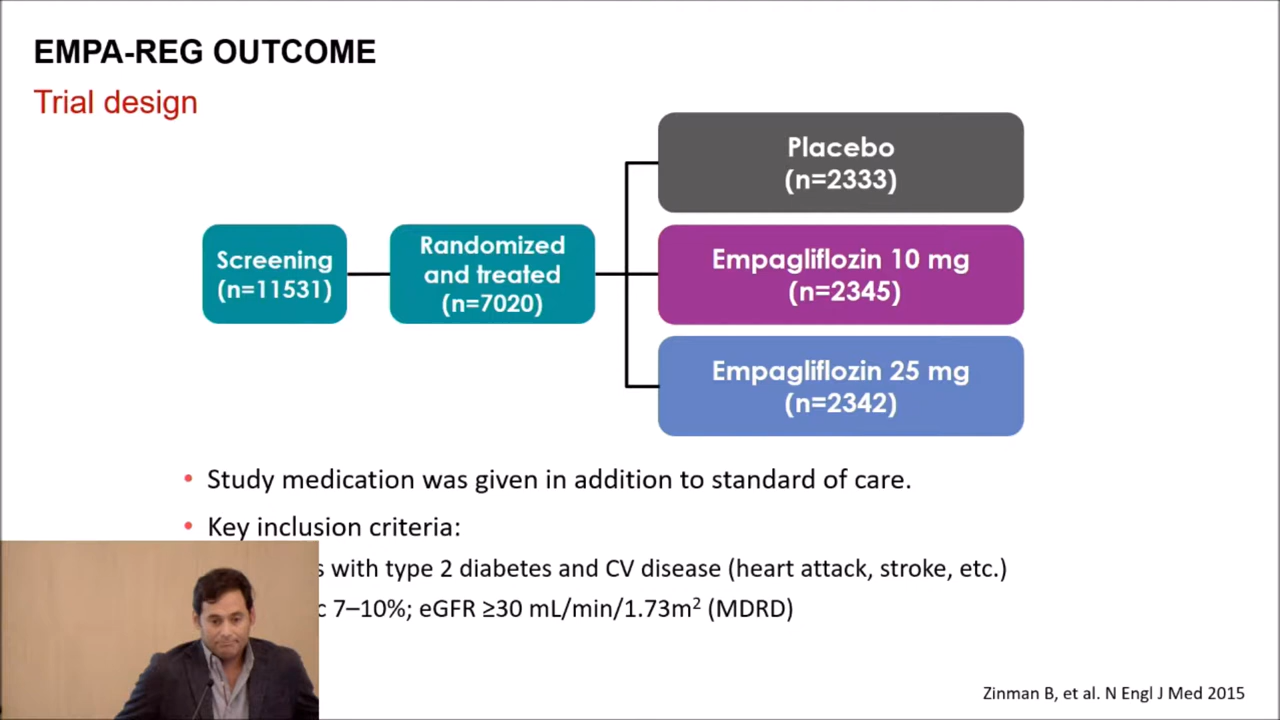 EMPA-REG OUTCOME
Trial design
Screening
(n=11531)
Randomized
and treated
(n=7020)
Placebo
(n=2333)
Empagliflozin 10 mg
(n=2345)
Empagliflozin 25 mg
(n=2342)
• Study medication was given in addition to standard of care.
• Key inclusion criteria:
with type 2 diabetes and CV disease (heart attack, stroke, etc.)
7–10%; eGFR ≥30 mL/min/1.73m² (MDRD)
Zinman B, et al. N Engl J Med 2015